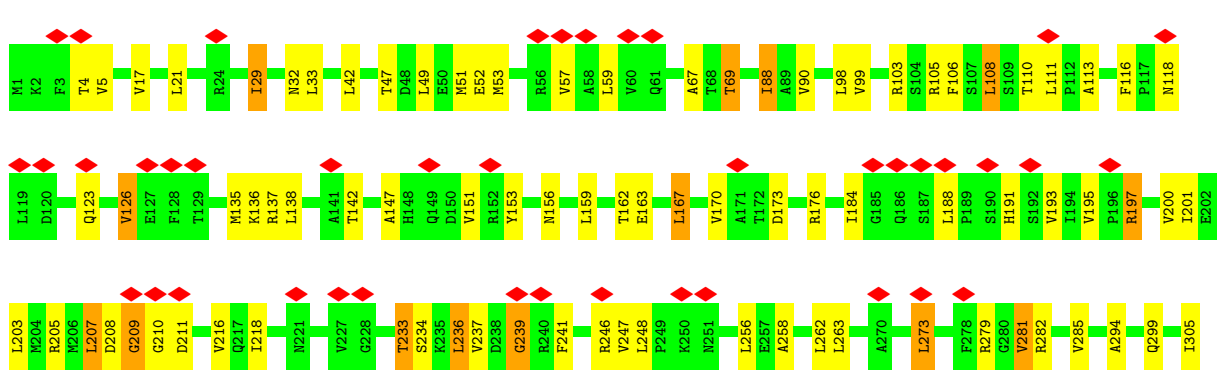 M1 K2 F3 T4 V5 V17 L21 R24 I29 N32 L33 L42 T47 D48 L49 E50 M51 E52 M53 R56 V57 A58 L59 V60 Q61 A67 T68 T69 I88 A89 V90 L98 V99 R103 S104 R105 F106 S107 L108 S109 T110 L111 P112 A113 F116 P117 N118
L119 D120 Q123 V126 E127 F128 T129 M135 K136 R137 L138 A141 T142 A147 H148 Q149 D150 V151 R152 Y153 N156 L159 T162 E163 L167 V170 A171 T172 D173 R176 I184 G185 Q186 S187 L188 P189 S190 H191 S192 V193 I194 V195 P196 R197 V200 I201 E202
L203 M204 R205 M206 L207 D208 G209 G210 D211 V216 Q217 I218 N221 V227 G228 T233 S234 K235 L236 V237 D238 G239 R240 F241 R246 V247 L248 P249 K250 N251 L256 E257 A258 L262 L263 A270 L273 F278 R279 G280 V281 R282 V285 A294 Q299 I305